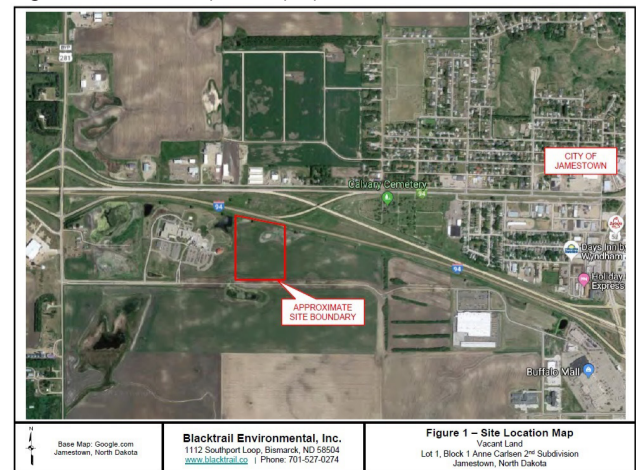 BYP
281
CITY OF
JAMESTOWN
Calvary Cemetery
94
94
Days Inn by
Wyndham
94
Holiday
Express
APPROXIMATE
SITE BOUNDARY
Buffalo Mall
N
Base Map: Google.com
Jamestown, North Dakota
Blacktrail Environmental, Inc.
1112 Southport Loop, Bismarck, ND 58504
www.blacktrail.co | Phone: 701-527-0274
Figure 1 – Site Location Map
Vacant Land
Lot 1, Block 1 Anne Carlsen 2nd Subdivision
Jamestown, North Dakota